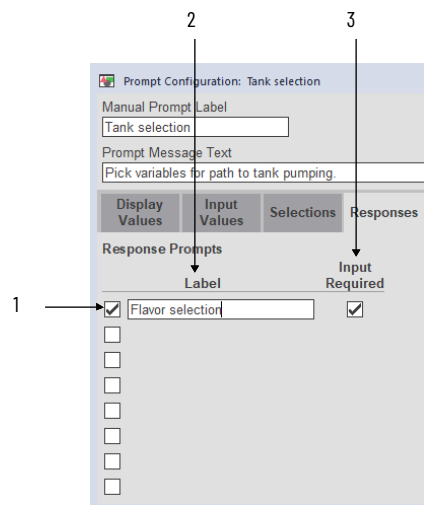 2
3
Prompt Configuration: Tank selection
Manual Prompt Label
Tank selection
Prompt Message Text
Pick variables for path to tank pumping.
Display Values
Input Values
Selections
Responses
Response Prompts
Label
Input Required
1
Flavor selection